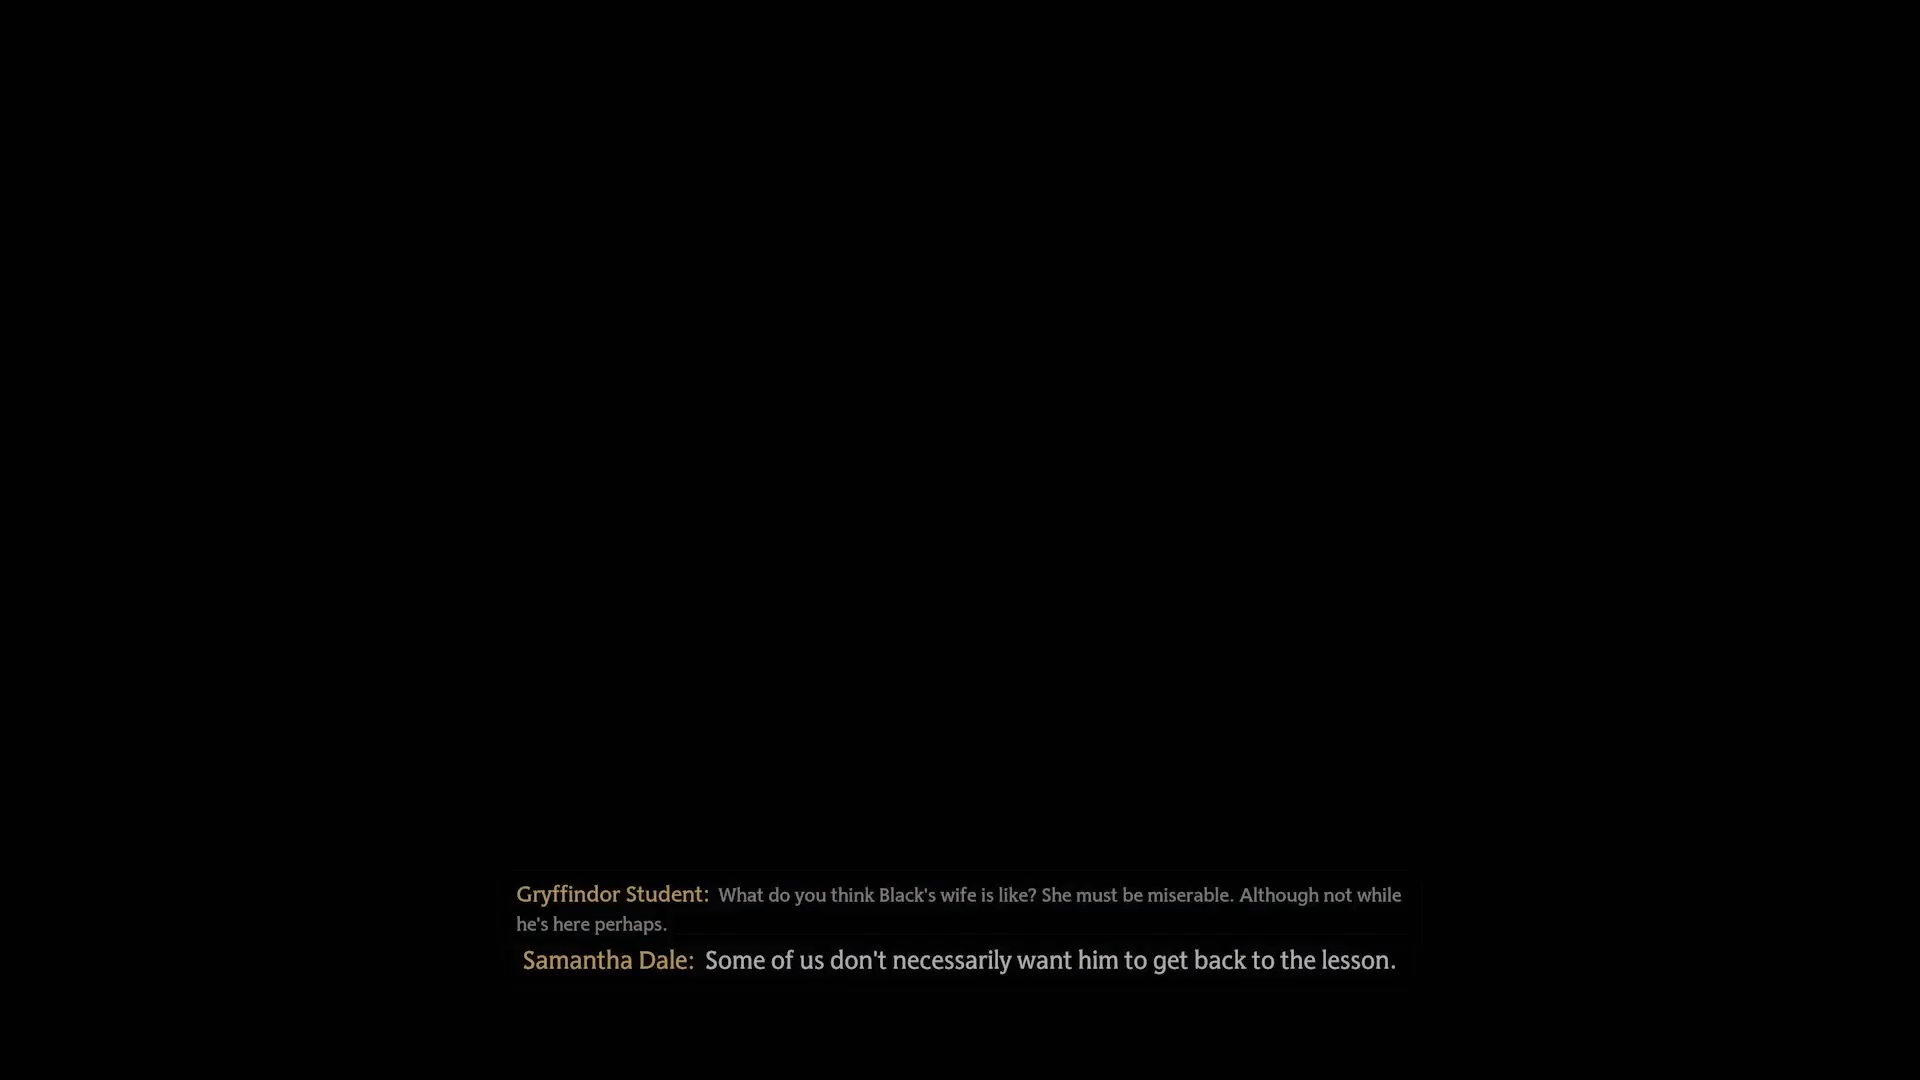 Gryffindor Student: What do you think Black's wife is like? She must be miserable. Although not while
he's here perhaps.
Samantha Dale: Some of us don't necessarily want him to get back to the lesson.